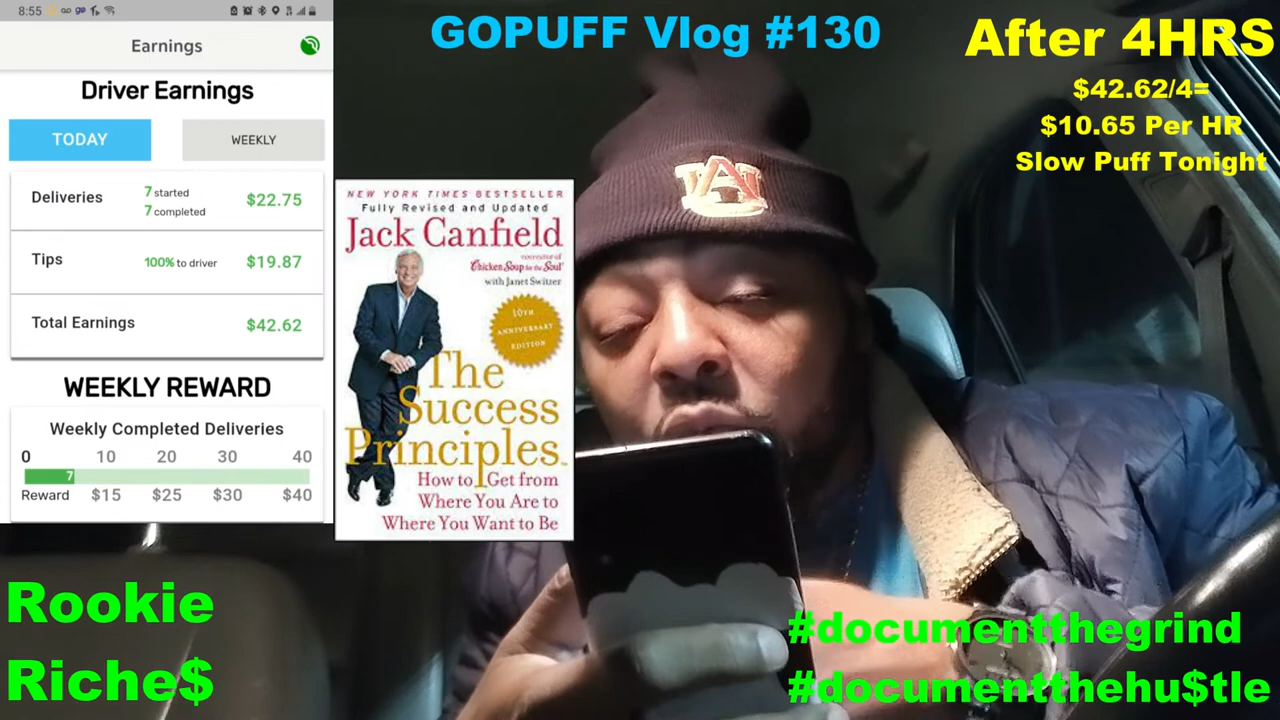 8:55
Earnings
Driver Earnings
TODAY
WEEKLY
Deliveries
7 started
7 completed
$22.75
Tips
100% to driver
$19.87
Total Earnings
$42.62
WEEKLY REWARD
Weekly Completed Deliveries
0 10 20 30 40
7
Reward $15 $25 $30 $40
NEW YORK TIMES BESTSELLER
Fully Revised and Updated
Jack Canfield
cocreator of
Chicken Soup for the Soul®
with Janet Switzer
10TH
ANNIVERSARY
EDITION
The
Success
Principles™
How to Get from
Where You Are to
Where You Want to Be
GOPUFF Vlog #130
After 4HRS
$42.62/4=
$10.65 Per HR
Slow Puff Tonight
AU
Rookie
Riche$
#documentthegrind
#documentthehu$tle